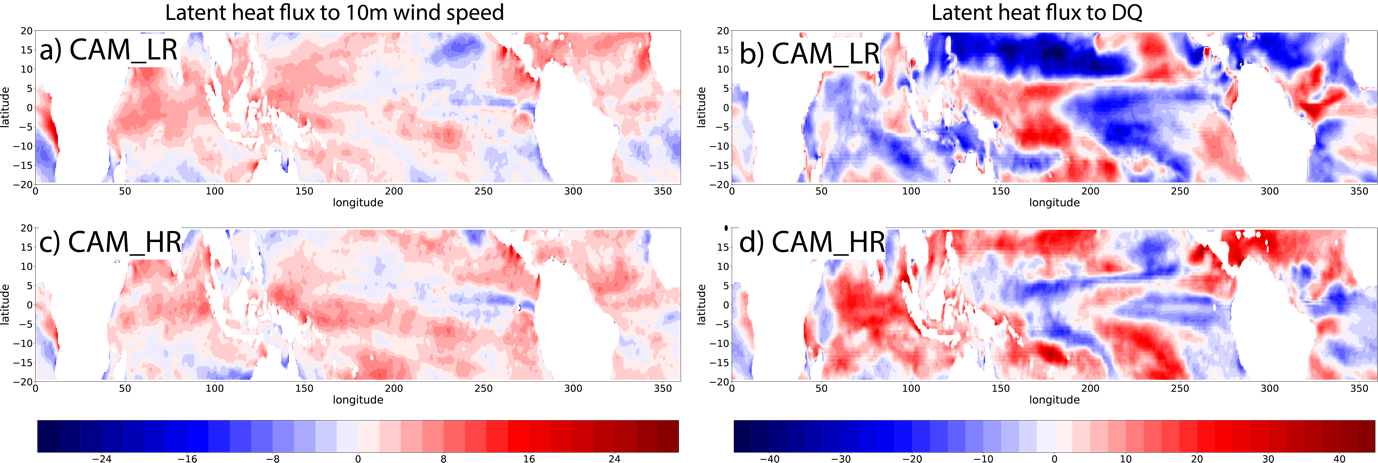 Latent heat flux to 10m wind speed
Latent heat flux to DQ
a) CAM_LR
20
15
10
5
0
−5
−10
−15
−20
latitude
0 50 100 150 200 250 300 350
longitude
b) CAM_LR
20
15
10
5
0
−5
−10
−15
−20
latitude
0 50 100 150 200 250 300 350
longitude
c) CAM_HR
20
15
10
5
0
−5
−10
−15
−20
latitude
0 50 100 150 200 250 300 350
longitude
d) CAM_HR
20
15
10
5
0
−5
−10
−15
−20
latitude
0 50 100 150 200 250 300 350
longitude
−24 −16 −8 0 8 16 24
−40 −30 −20 −10 0 10 20 30 40